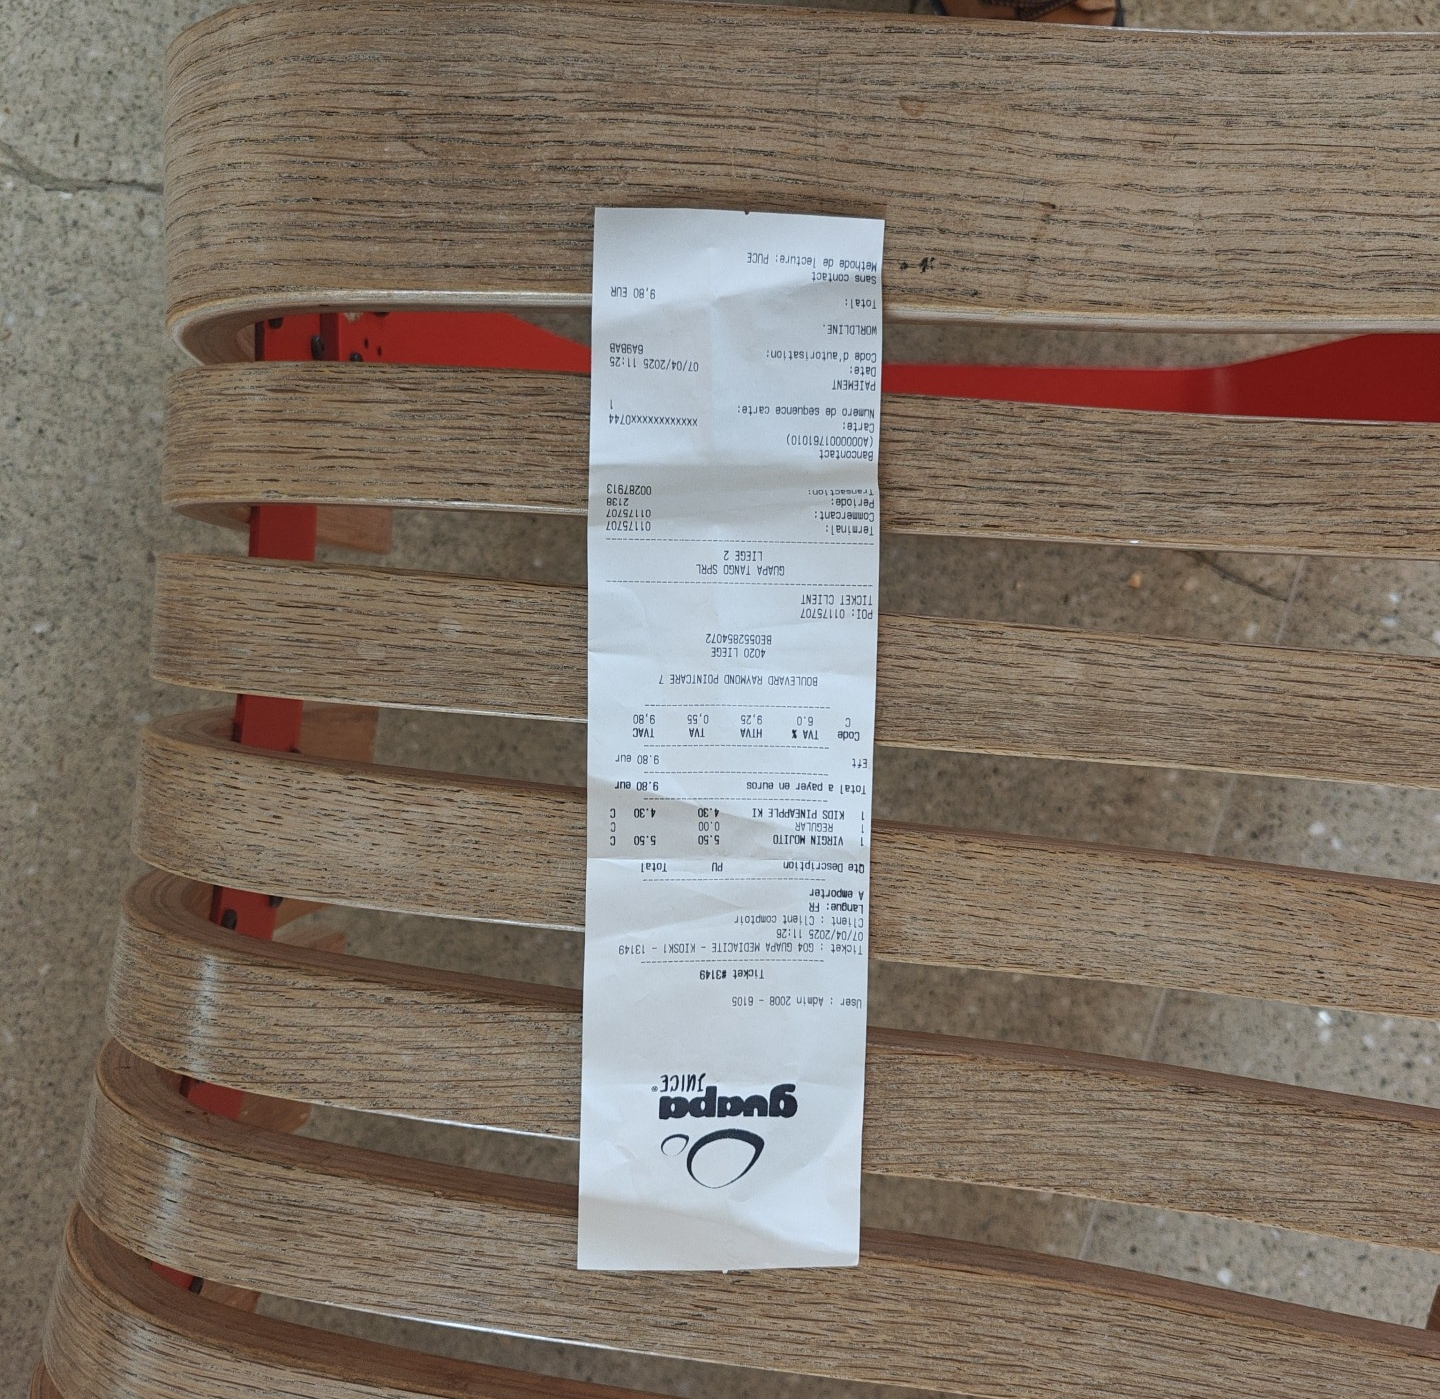 guapa
JUICE®
User : Admin 2008 - 6105
Ticket #3149
Ticket : G04 GUAPA MEDIACITE - KIOSK1 - 13149
07/04/2025 11:26
Client : Client comptoir
Langue: FR
A emporter
Qte Description PU Total
1 VIRGIN MOJITO 5.50 5.50 C
1 REGULAR 0.00 C
1 KIDS PINEAPPLE KI 4.30 4.30 C
Total a payer en euros 9.80 eur
Eft 9.80 eur
Code TVA % HTVA TVA TVAC
C 6.0 9,25 0,55 9,80
BOULEVARD RAYMOND POINTCARE 7
4020 LIEGE
BE0552854072
POI: 01175707
TICKET CLIENT
GUAPA TANGO SPRL
LIEGE 2
Terminal: 01175707
Commercant: 01175707
Periode: 2138
Transaction: 00287913
Bancontact
(A0000001761010)
Carte: xxxxxxxxxxxxx0744
Numero de sequence carte: 1
PAIEMENT
Date: 07/04/2025 11:25
Code d'autorisation: 6A9BAB
WORLDLINE.
Total: 9,80 EUR
Sans contact
Methode de lecture: PUCE